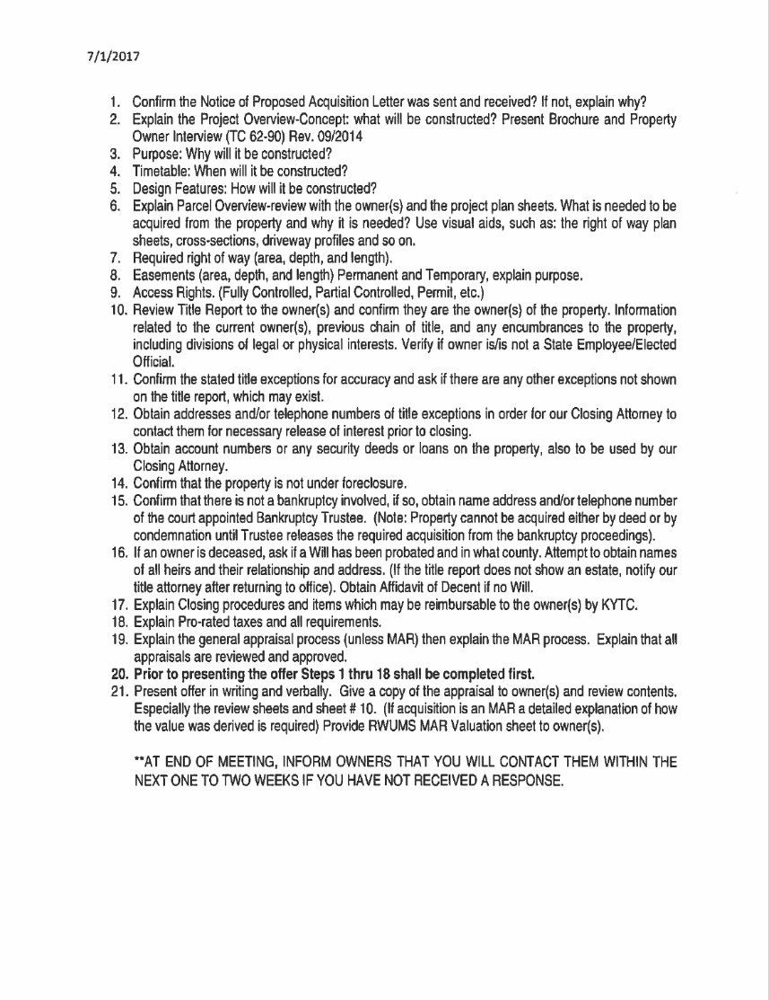 7/1/2017
1. Confirm the Notice of Proposed Acquisition Letter was sent and received? If not, explain why?
2. Explain the Project Overview-Concept: what will be constructed? Present Brochure and Property
Owner Interview (TC 62-90) Rev. 09/2014
3. Purpose: Why will it be constructed?
4. Timetable: When will it be constructed?
5. Design Features: How will it be constructed?
6. Explain Parcel Overview-review with the owner(s) and the project plan sheets. What is needed to be
acquired from the property and why it is needed? Use visual aids, such as: the right of way plan
sheets, cross-sections, driveway profiles and so on.
7. Required right of way (area, depth, and length).
8. Easements (area, depth, and length) Permanent and Temporary, explain purpose.
9. Access Rights. (Fully Controlled, Partial Controlled, Permit, etc.)
10. Review Title Report to the owner(s) and confirm they are the owner(s) of the property. Information
related to the current owner(s), previous chain of title, and any encumbrances to the property,
including divisions of legal or physical interests. Verify if owner is/is not a State Employee/Elected
Official.
11. Confirm the stated title exceptions for accuracy and ask if there are any other exceptions not shown
on the title report, which may exist.
12. Obtain addresses and/or telephone numbers of title exceptions in order for our Closing Attorney to
contact them for necessary release of interest prior to closing.
13. Obtain account numbers or any security deeds or loans on the property, also to be used by our
Closing Attorney.
14. Confirm that the property is not under foreclosure.
15. Confirm that there is not a bankruptcy involved, if so, obtain name address and/or telephone number
of the court appointed Bankruptcy Trustee. (Note: Property cannot be acquired either by deed or by
condemnation until Trustee releases the required acquisition from the bankruptcy proceedings).
16. If an owner is deceased, ask if a Will has been probated and in what county. Attempt to obtain names
of all heirs and their relationship and address. (If the title report does not show an estate, notify our
title attorney after returning to office). Obtain Affidavit of Decent if no Will.
17. Explain Closing procedures and items which may be reimbursable to the owner(s) by KYTC.
18. Explain Pro-rated taxes and all requirements.
19. Explain the general appraisal process (unless MAR) then explain the MAR process. Explain that all
appraisals are reviewed and approved.
20. Prior to presenting the offer Steps 1 thru 18 shall be completed first.
21. Present offer in writing and verbally. Give a copy of the appraisal to owner(s) and review contents.
Especially the review sheets and sheet # 10. (If acquisition is an MAR a detailed explanation of how
the value was derived is required) Provide RWUMS MAR Valuation sheet to owner(s).
**AT END OF MEETING, INFORM OWNERS THAT YOU WILL CONTACT THEM WITHIN THE
NEXT ONE TO TWO WEEKS IF YOU HAVE NOT RECEIVED A RESPONSE.